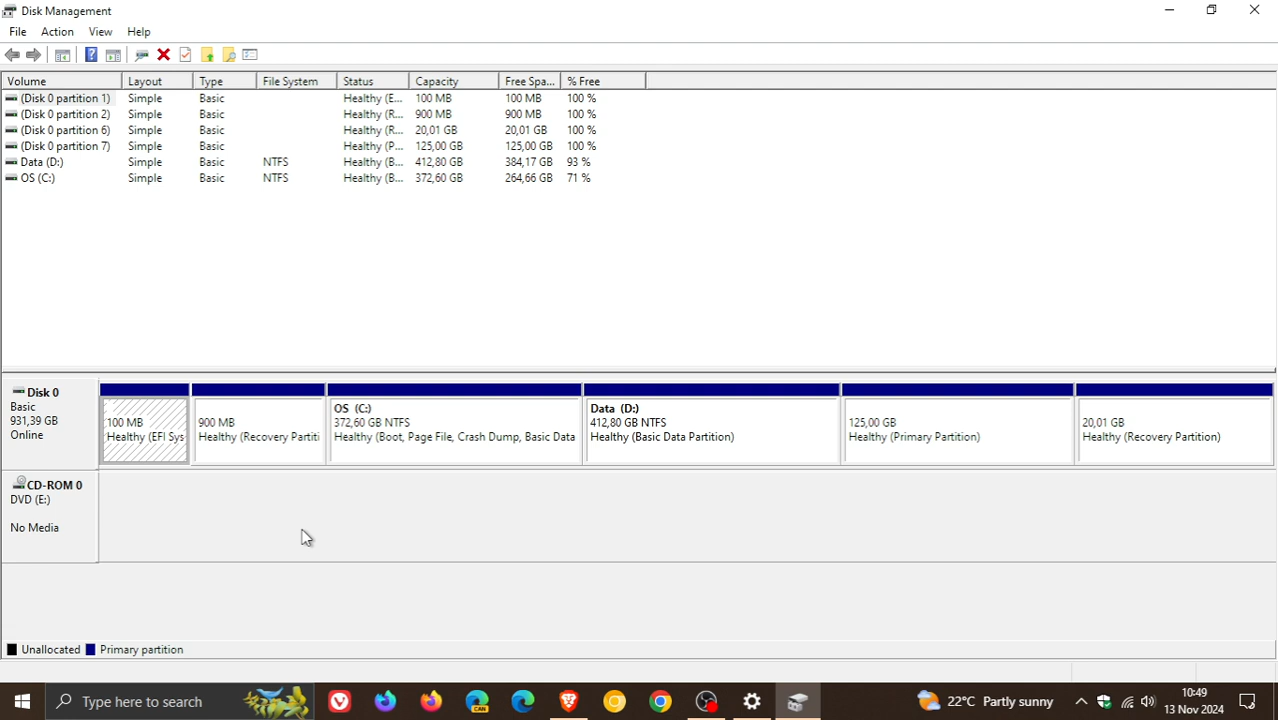 Disk Management
File Action View Help
Volume Layout Type File System Status Capacity Free Spa... % Free
(Disk 0 partition 1) Simple Basic Healthy (E... 100 MB 100 MB 100 %
(Disk 0 partition 2) Simple Basic Healthy (R... 900 MB 900 MB 100 %
(Disk 0 partition 6) Simple Basic Healthy (R... 20,01 GB 20,01 GB 100 %
(Disk 0 partition 7) Simple Basic Healthy (P... 125,00 GB 125,00 GB 100 %
Data (D:) Simple Basic NTFS Healthy (B... 412,80 GB 384,17 GB 93 %
OS (C:) Simple Basic NTFS Healthy (B... 372,60 GB 264,66 GB 71 %
Disk 0
Basic
931,39 GB
Online
100 MB
Healthy (EFI Sys
900 MB
Healthy (Recovery Partiti
OS (C:)
372,60 GB NTFS
Healthy (Boot, Page File, Crash Dump, Basic Data
Data (D:)
412,80 GB NTFS
Healthy (Basic Data Partition)
125,00 GB
Healthy (Primary Partition)
20,01 GB
Healthy (Recovery Partition)
CD-ROM 0
DVD (E:)
No Media
Unallocated Primary partition
Type here to search
CAN
22°C Partly sunny
10:49
13 Nov 2024